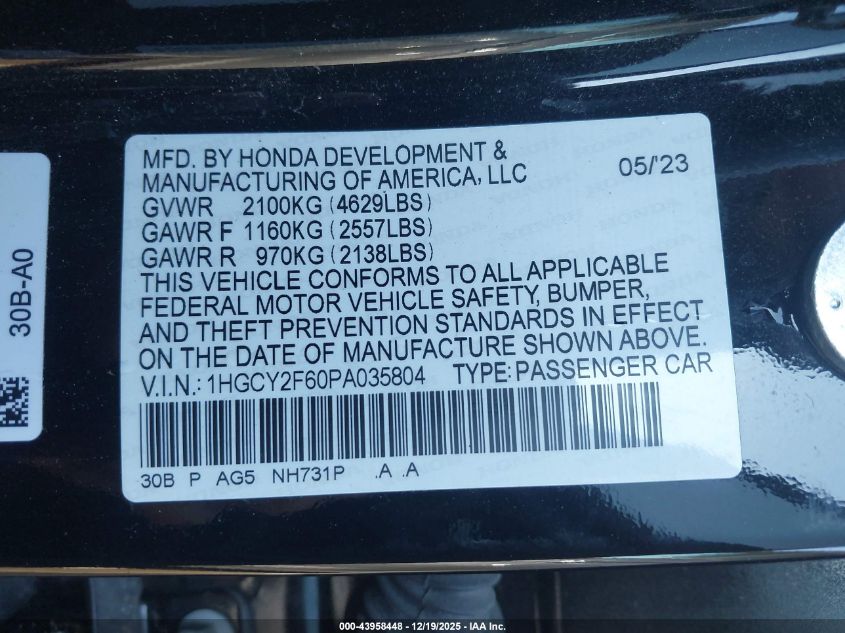 MFD. BY HONDA DEVELOPMENT &
MANUFACTURING OF AMERICA, LLC 05/'23
GVWR 2100KG (4629LBS)
GAWR F 1160KG (2557LBS)
GAWR R 970KG (2138LBS)
THIS VEHICLE CONFORMS TO ALL APPLICABLE
FEDERAL MOTOR VEHICLE SAFETY, BUMPER,
AND THEFT PREVENTION STANDARDS IN EFFECT
ON THE DATE OF MANUFACTURE SHOWN ABOVE.
V.I.N.: 1HGCY2F60PA035804 TYPE: PASSENGER CAR
30B P AG5 NH731P .A .A
30B-A0
000-43958448 - 12/19/2025 - IAA Inc.